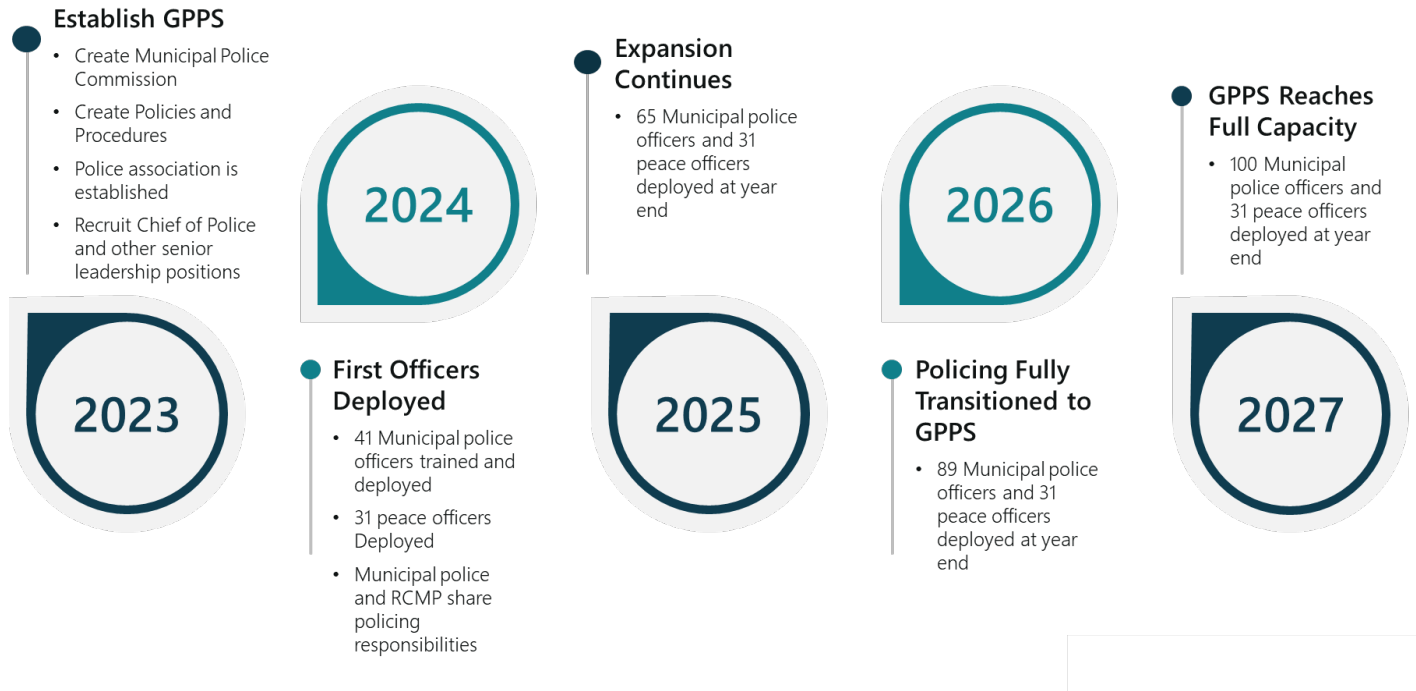 Establish GPPS
• Create Municipal Police
Commission
• Create Policies and
Procedures
• Police association is
established
• Recruit Chief of Police
and other senior
leadership positions
2023
2024
First Officers
Deployed
• 41 Municipal police
officers trained and
deployed
• 31 peace officers
Deployed
• Municipal police
and RCMP share
policing
responsibilities
Expansion
Continues
• 65 Municipal police
officers and 31
peace officers
deployed at year
end
2025
2026
Policing Fully
Transitioned to
GPPS
• 89 Municipal police
officers and 31
peace officers
deployed at year
end
GPPS Reaches
Full Capacity
• 100 Municipal
police officers and
31 peace officers
deployed at year
end
2027